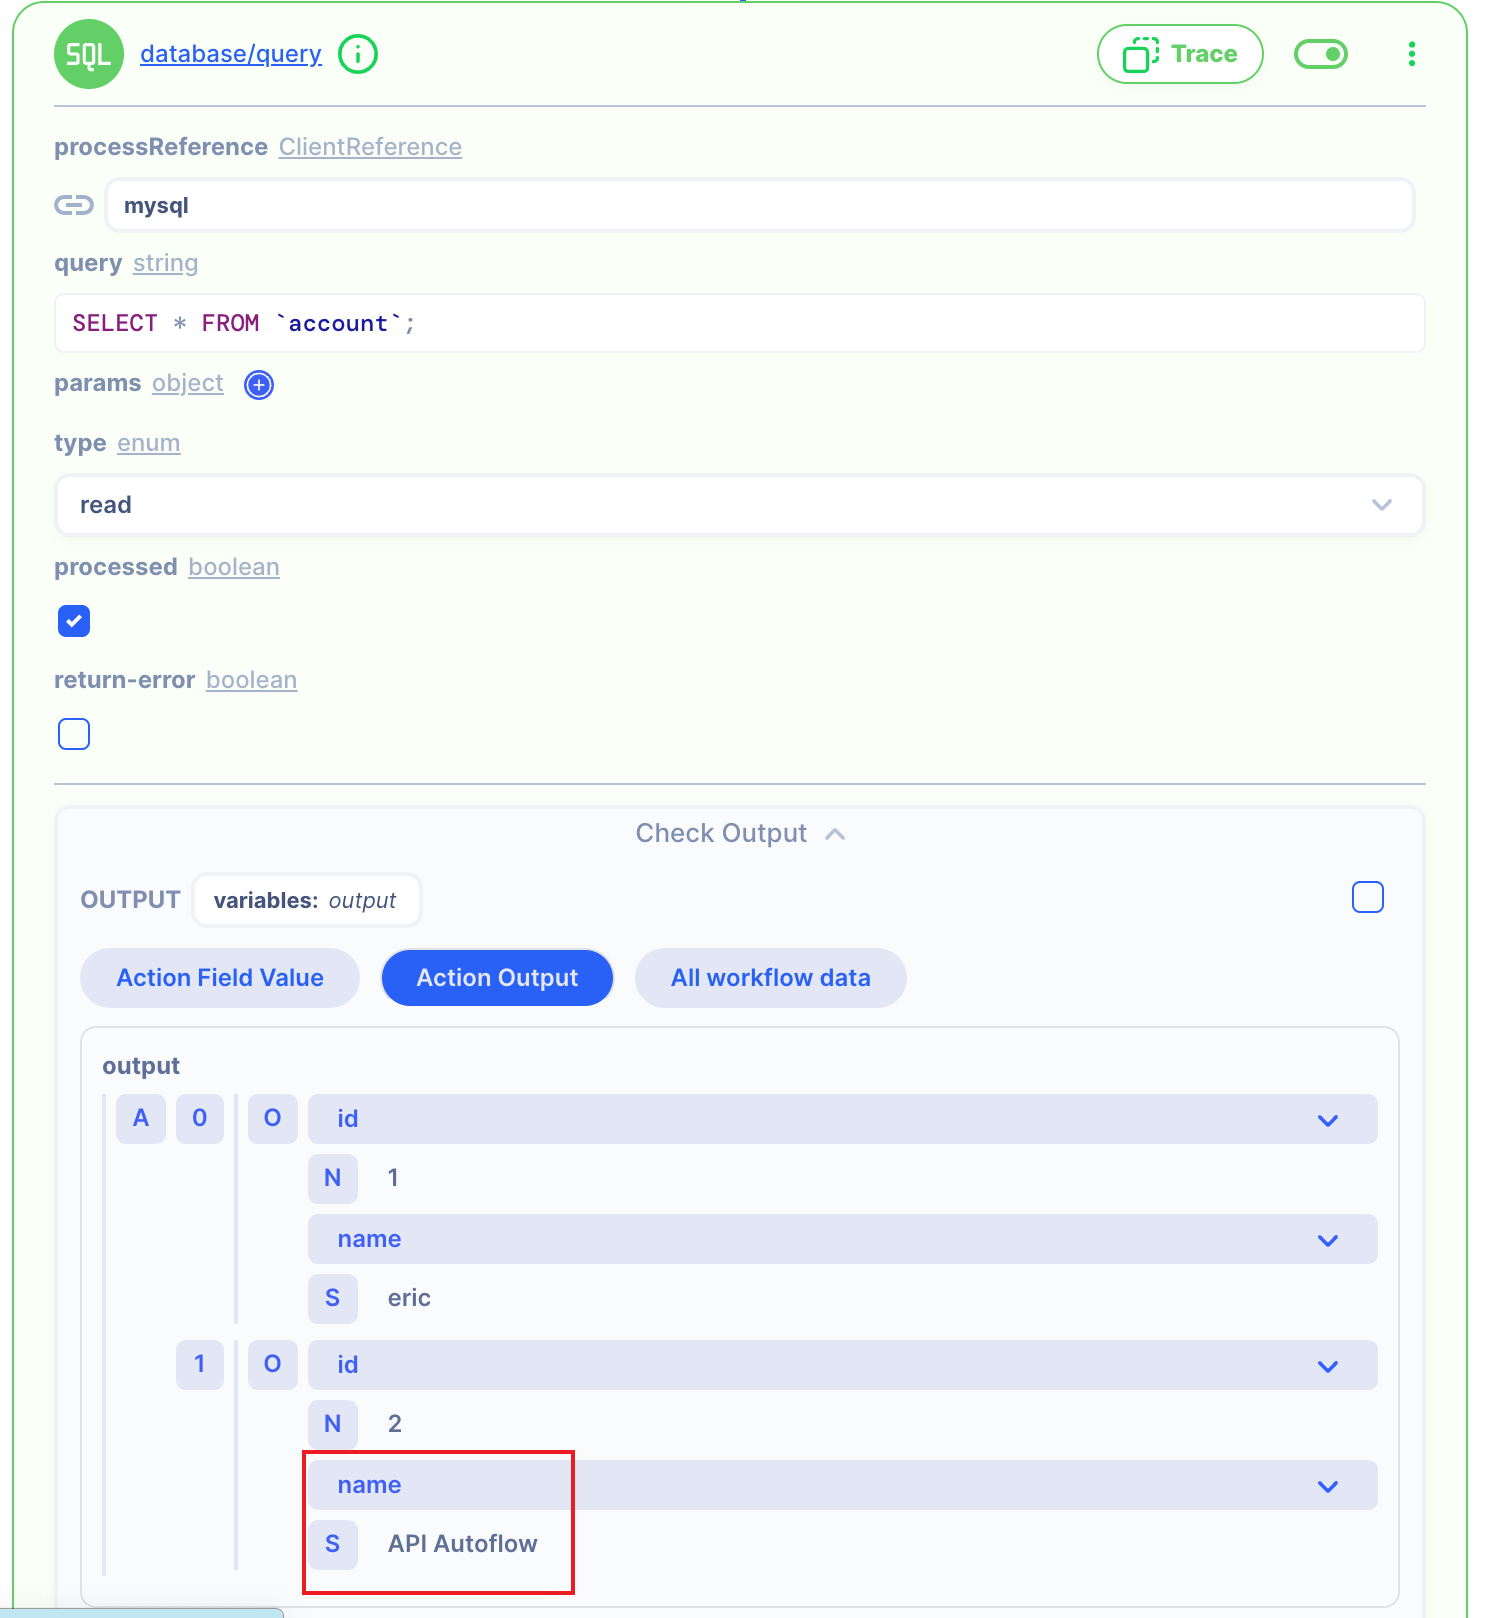 SQL database/query Trace
processReference ClientReference
mysql
query string
SELECT * FROM `account`;
params object
type enum
read
processed boolean
return-error boolean
Check Output
OUTPUT variables: output
Action Field Value Action Output All workflow data
output
A 0 O id
N 1
name
S eric
1 O id
N 2
name
S API Autoflow